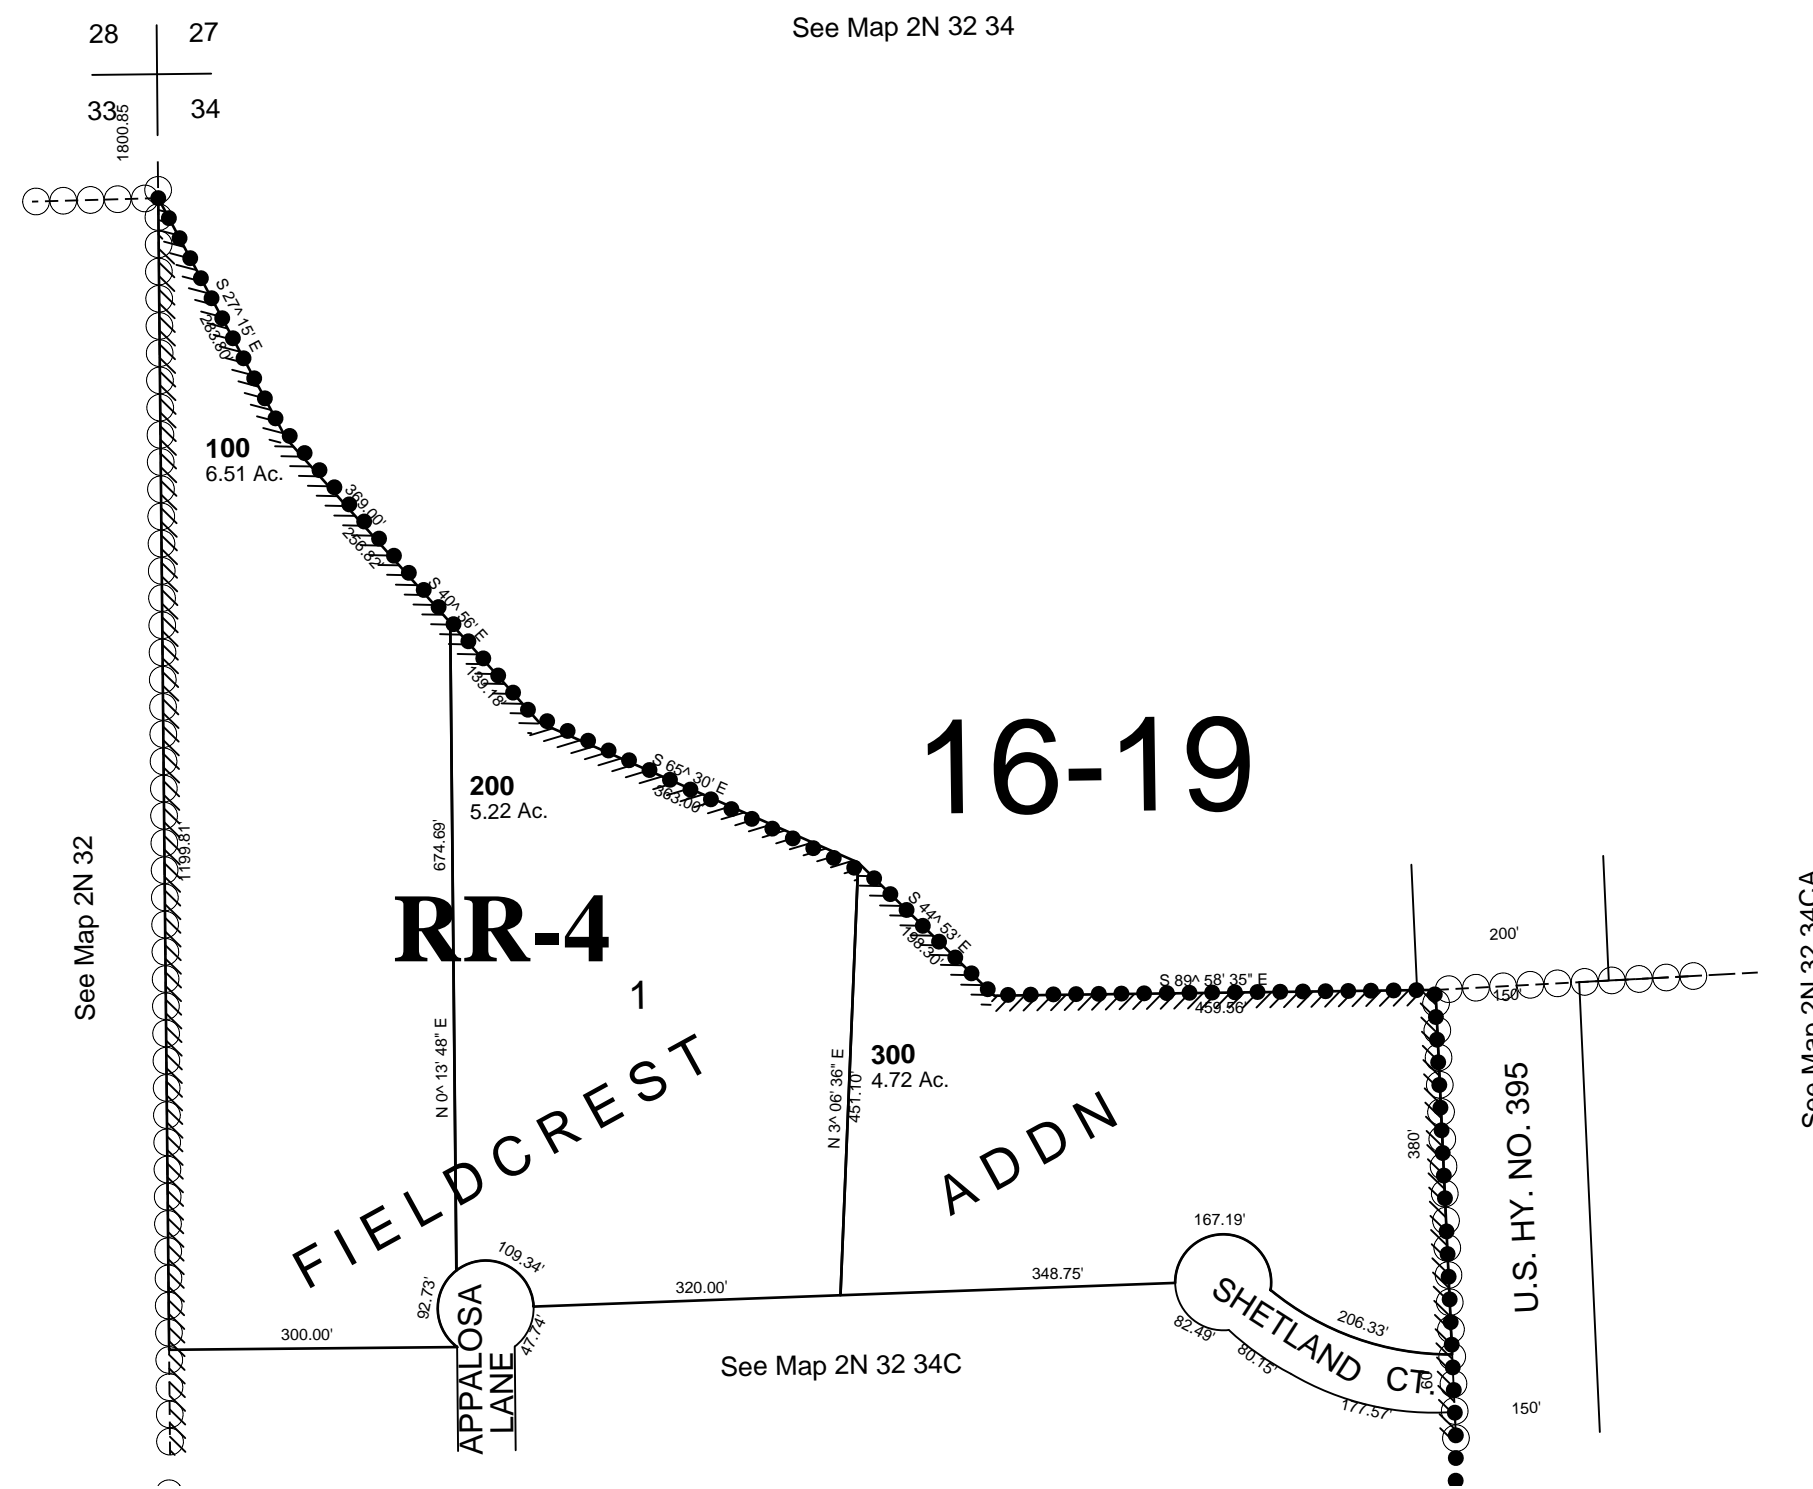 See Map 2N 32 34
28
27
33
34
1800.85
S 27^ 15' E
283.80'
100
6.51 Ac.
369.00'
256.82'
S 40^ 56' E
139.18'
200
5.22 Ac.
S 65^ 30' E
363.00'
16-19
674.69'
1199.81'
See Map 2N 32
RR-4
1
S 44^ 53' E
198.30'
S 89^ 58' 35" E
459.56'
200'
150'
See Map 2N 32 34CA
N 0^ 13' 48" E
N 3^ 06' 36" E
451.10'
300
4.72 Ac.
FIELDCREST
ADDN
380'
U.S. HY. NO. 395
167.19'
109.34'
92.73'
47.74'
320.00'
348.75'
300.00'
APPALOSA
LANE
See Map 2N 32 34C
SHETLAND CT.
206.33'
82.49'
80.15'
177.57'
60'
150'